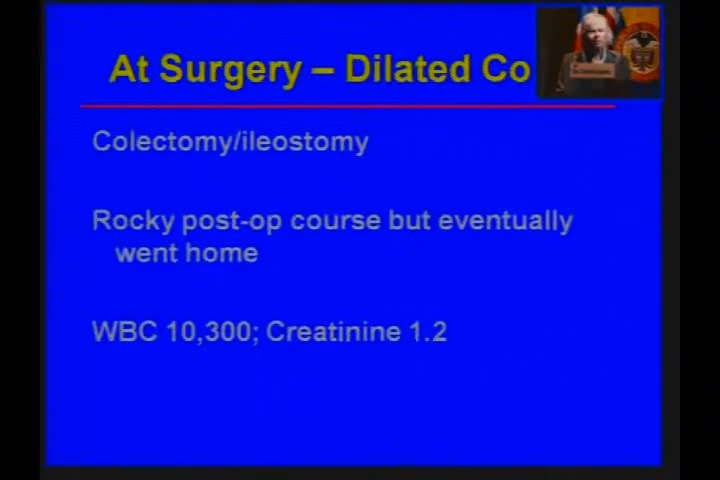 At Surgery – Dilated Co
Colectomy/ileostomy
Rocky post-op course but eventually
went home
WBC 10,300; Creatinine 1.2